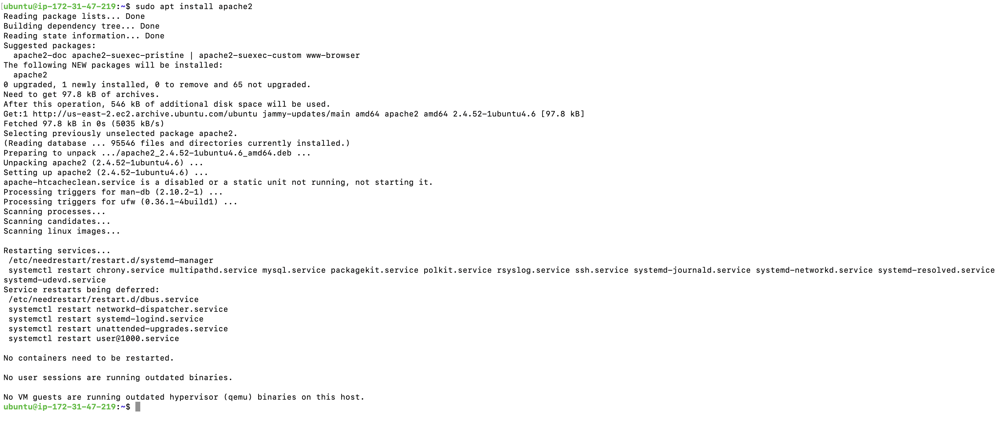 [ubuntu@ip-172-31-47-219:~$ sudo apt install apache2
Reading package lists... Done
Building dependency tree... Done
Reading state information... Done
Suggested packages:
  apache2-doc apache2-suexec-pristine | apache2-suexec-custom www-browser
The following NEW packages will be installed:
  apache2
0 upgraded, 1 newly installed, 0 to remove and 65 not upgraded.
Need to get 97.8 kB of archives.
After this operation, 546 kB of additional disk space will be used.
Get:1 http://us-east-2.ec2.archive.ubuntu.com/ubuntu jammy-updates/main amd64 apache2 amd64 2.4.52-1ubuntu4.6 [97.8 kB]
Fetched 97.8 kB in 0s (5035 kB/s)
Selecting previously unselected package apache2.
(Reading database ... 95546 files and directories currently installed.)
Preparing to unpack .../apache2_2.4.52-1ubuntu4.6_amd64.deb ...
Unpacking apache2 (2.4.52-1ubuntu4.6) ...
Setting up apache2 (2.4.52-1ubuntu4.6) ...
apache-htcacheclean.service is a disabled or a static unit not running, not starting it.
Processing triggers for man-db (2.10.2-1) ...
Processing triggers for ufw (0.36.1-4build1) ...
Scanning processes...
Scanning candidates...
Scanning linux images...

Restarting services...
 /etc/needrestart/restart.d/systemd-manager
 systemctl restart chrony.service multipathd.service mysql.service packagekit.service polkit.service rsyslog.service ssh.service systemd-journald.service systemd-networkd.service systemd-resolved.service
systemd-udevd.service
Service restarts being deferred:
 /etc/needrestart/restart.d/dbus.service
 systemctl restart networkd-dispatcher.service
 systemctl restart systemd-logind.service
 systemctl restart unattended-upgrades.service
 systemctl restart user@1000.service

No containers need to be restarted.

No user sessions are running outdated binaries.

No VM guests are running outdated hypervisor (qemu) binaries on this host.
ubuntu@ip-172-31-47-219:~$